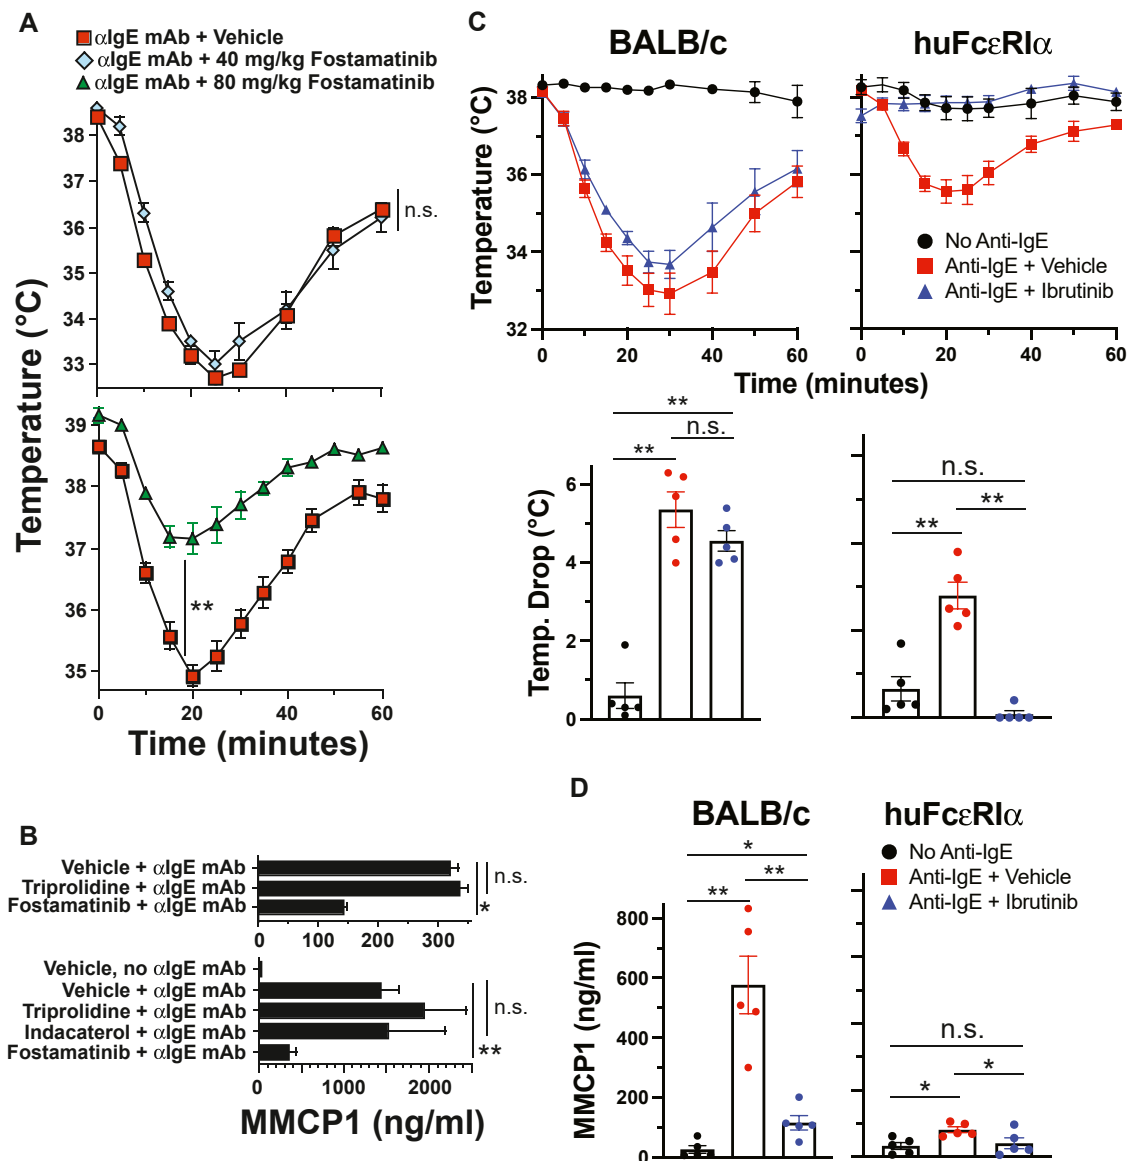 A
αIgE mAb + Vehicle
αIgE mAb + 40 mg/kg Fostamatinib
αIgE mAb + 80 mg/kg Fostamatinib
38
37
36
35
34
33
n.s.
39
38
37
36
35
**
0
20
40
60
Temperature (°C)
Time (minutes)
B
Vehicle + αIgE mAb
Triprolidine + αIgE mAb
Fostamatinib + αIgE mAb
n.s.
*
0
100
200
300
Vehicle, no αIgE mAb
Vehicle + αIgE mAb
Triprolidine + αIgE mAb
Indacaterol + αIgE mAb
Fostamatinib + αIgE mAb
n.s.
**
0
1000
2000
MMCP1 (ng/ml)
C
BALB/c
huFcεRIα
Temperature (°C)
38
36
34
32
0
20
40
60
0
20
40
60
No Anti-IgE
Anti-IgE + Vehicle
Anti-IgE + Ibrutinib
Time (minutes)
**
n.s.
**
Temp. Drop (°C)
6
4
2
0
n.s.
**
**
D
BALB/c
huFcεRIα
No Anti-IgE
Anti-IgE + Vehicle
Anti-IgE + Ibrutinib
*
**
**
MMCP1 (ng/ml)
800
600
400
200
0
n.s.
*
*